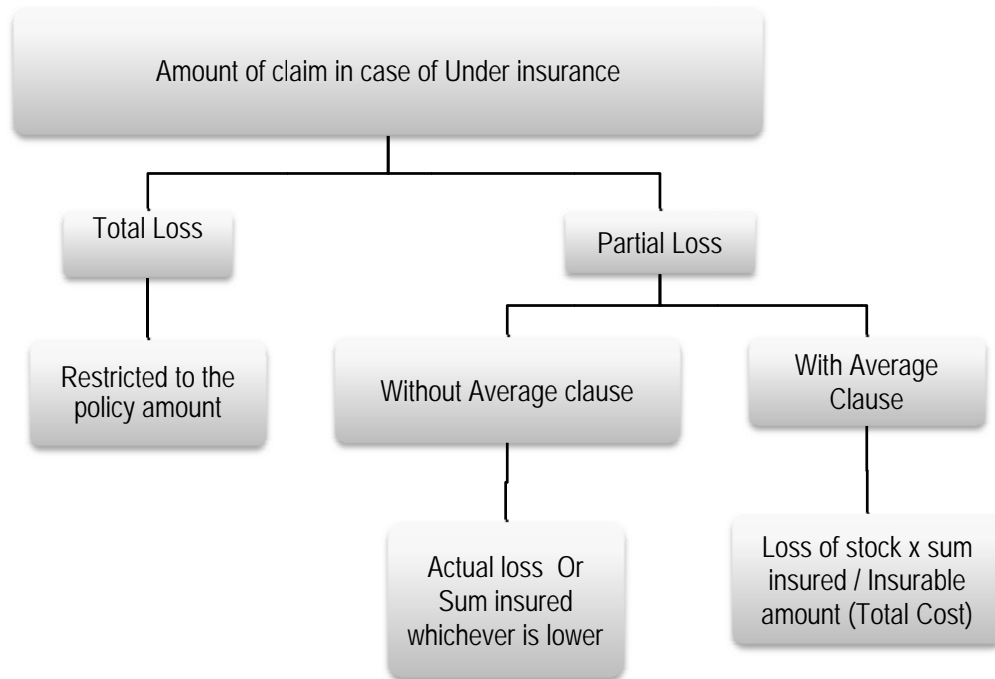 Amount of claim in case of Under insurance
Total Loss
Partial Loss
Restricted to the
policy amount
Without Average clause
With Average
Clause
Actual loss Or
Sum insured
whichever is lower
Loss of stock x sum
insured / Insurable
amount (Total Cost)